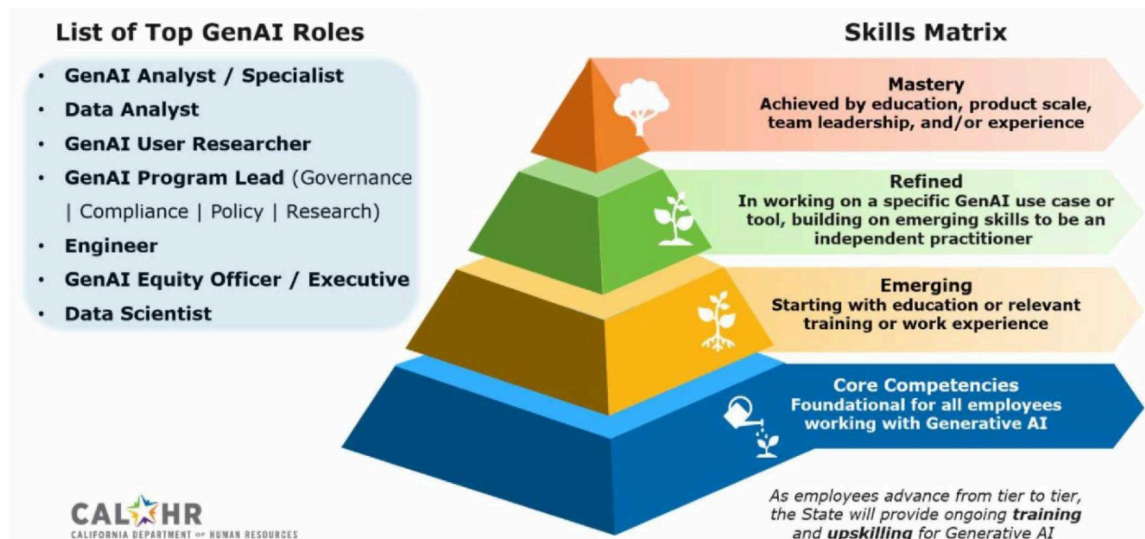 List of Top GenAI Roles
• GenAI Analyst / Specialist
• Data Analyst
• GenAI User Researcher
• GenAI Program Lead (Governance
| Compliance | Policy | Research)
• Engineer
• GenAI Equity Officer / Executive
• Data Scientist
CAL HR
CALIFORNIA DEPARTMENT OF HUMAN RESOURCES
Skills Matrix
Mastery
Achieved by education, product scale,
team leadership, and/or experience
Refined
In working on a specific GenAI use case or
tool, building on emerging skills to be an
independent practitioner
Emerging
Starting with education or relevant
training or work experience
Core Competencies
Foundational for all employees
working with Generative AI
As employees advance from tier to tier,
the State will provide ongoing training
and upskilling for Generative AI